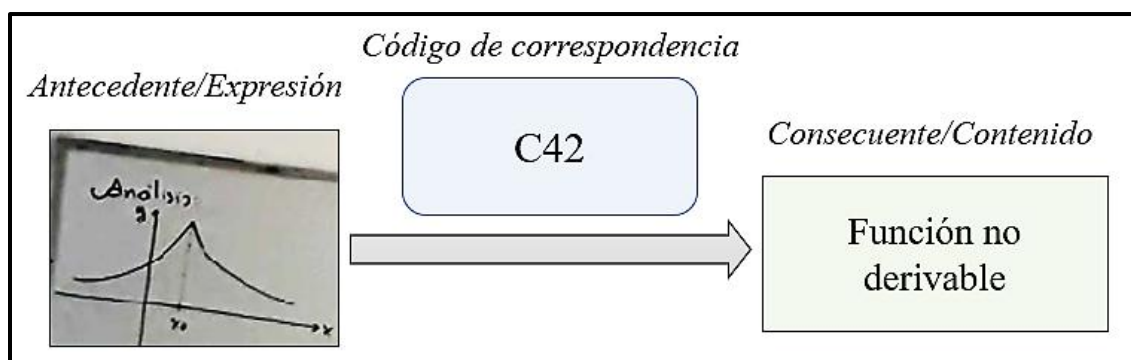 Código de correspondencia
Antecedente/Expresión
C42
Consecuente/Contenido
Análisis
y
x₀
x
Función no
derivable